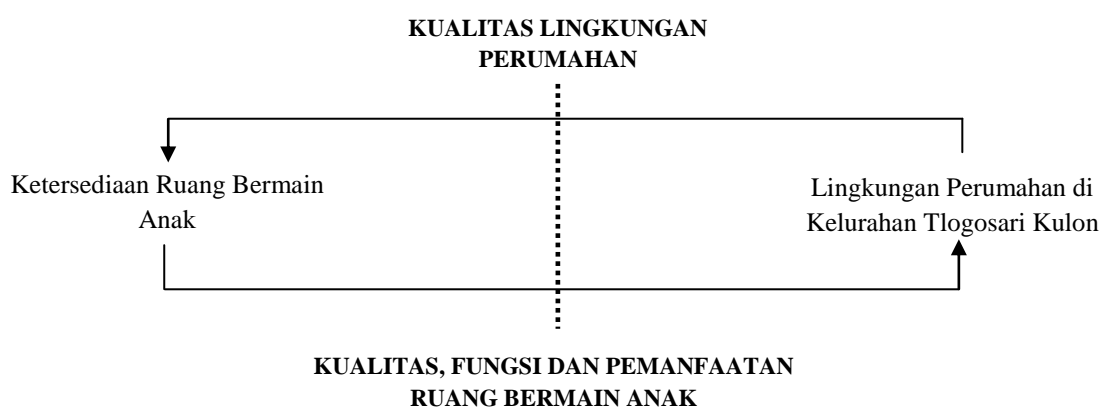 KUALITAS LINGKUNGAN
PERUMAHAN
Ketersediaan Ruang Bermain
Anak
Lingkungan Perumahan di
Kelurahan Tlogosari Kulon
KUALITAS, FUNGSI DAN PEMANFAATAN
RUANG BERMAIN ANAK